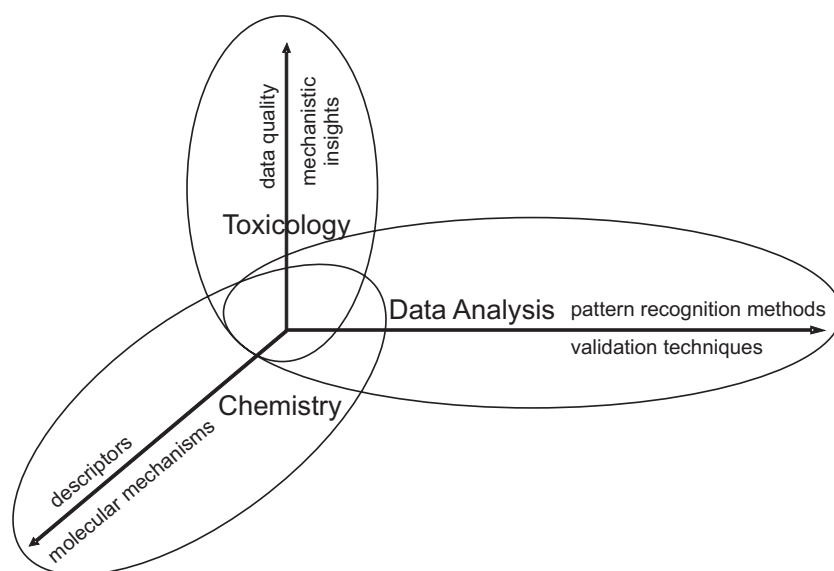 data quality
mechanistic
insights
Toxicology
Data Analysis
pattern recognition methods
validation techniques
Chemistry
descriptors
molecular mechanisms